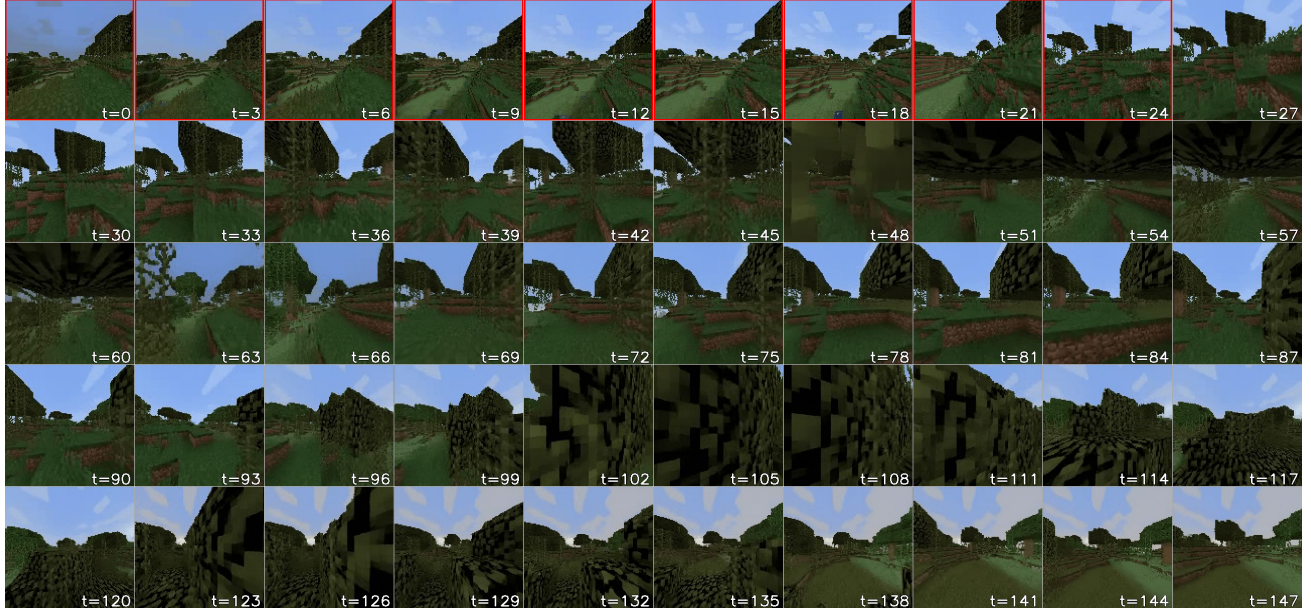 t=0 t=3 t=6 t=9 t=12 t=15 t=18 t=21 t=24 t=27
t=30 t=33 t=36 t=39 t=42 t=45 t=48 t=51 t=54 t=57
t=60 t=63 t=66 t=69 t=72 t=75 t=78 t=81 t=84 t=87
t=90 t=93 t=96 t=99 t=102 t=105 t=108 t=111 t=114 t=117
t=120 t=123 t=126 t=129 t=132 t=135 t=138 t=141 t=144 t=147